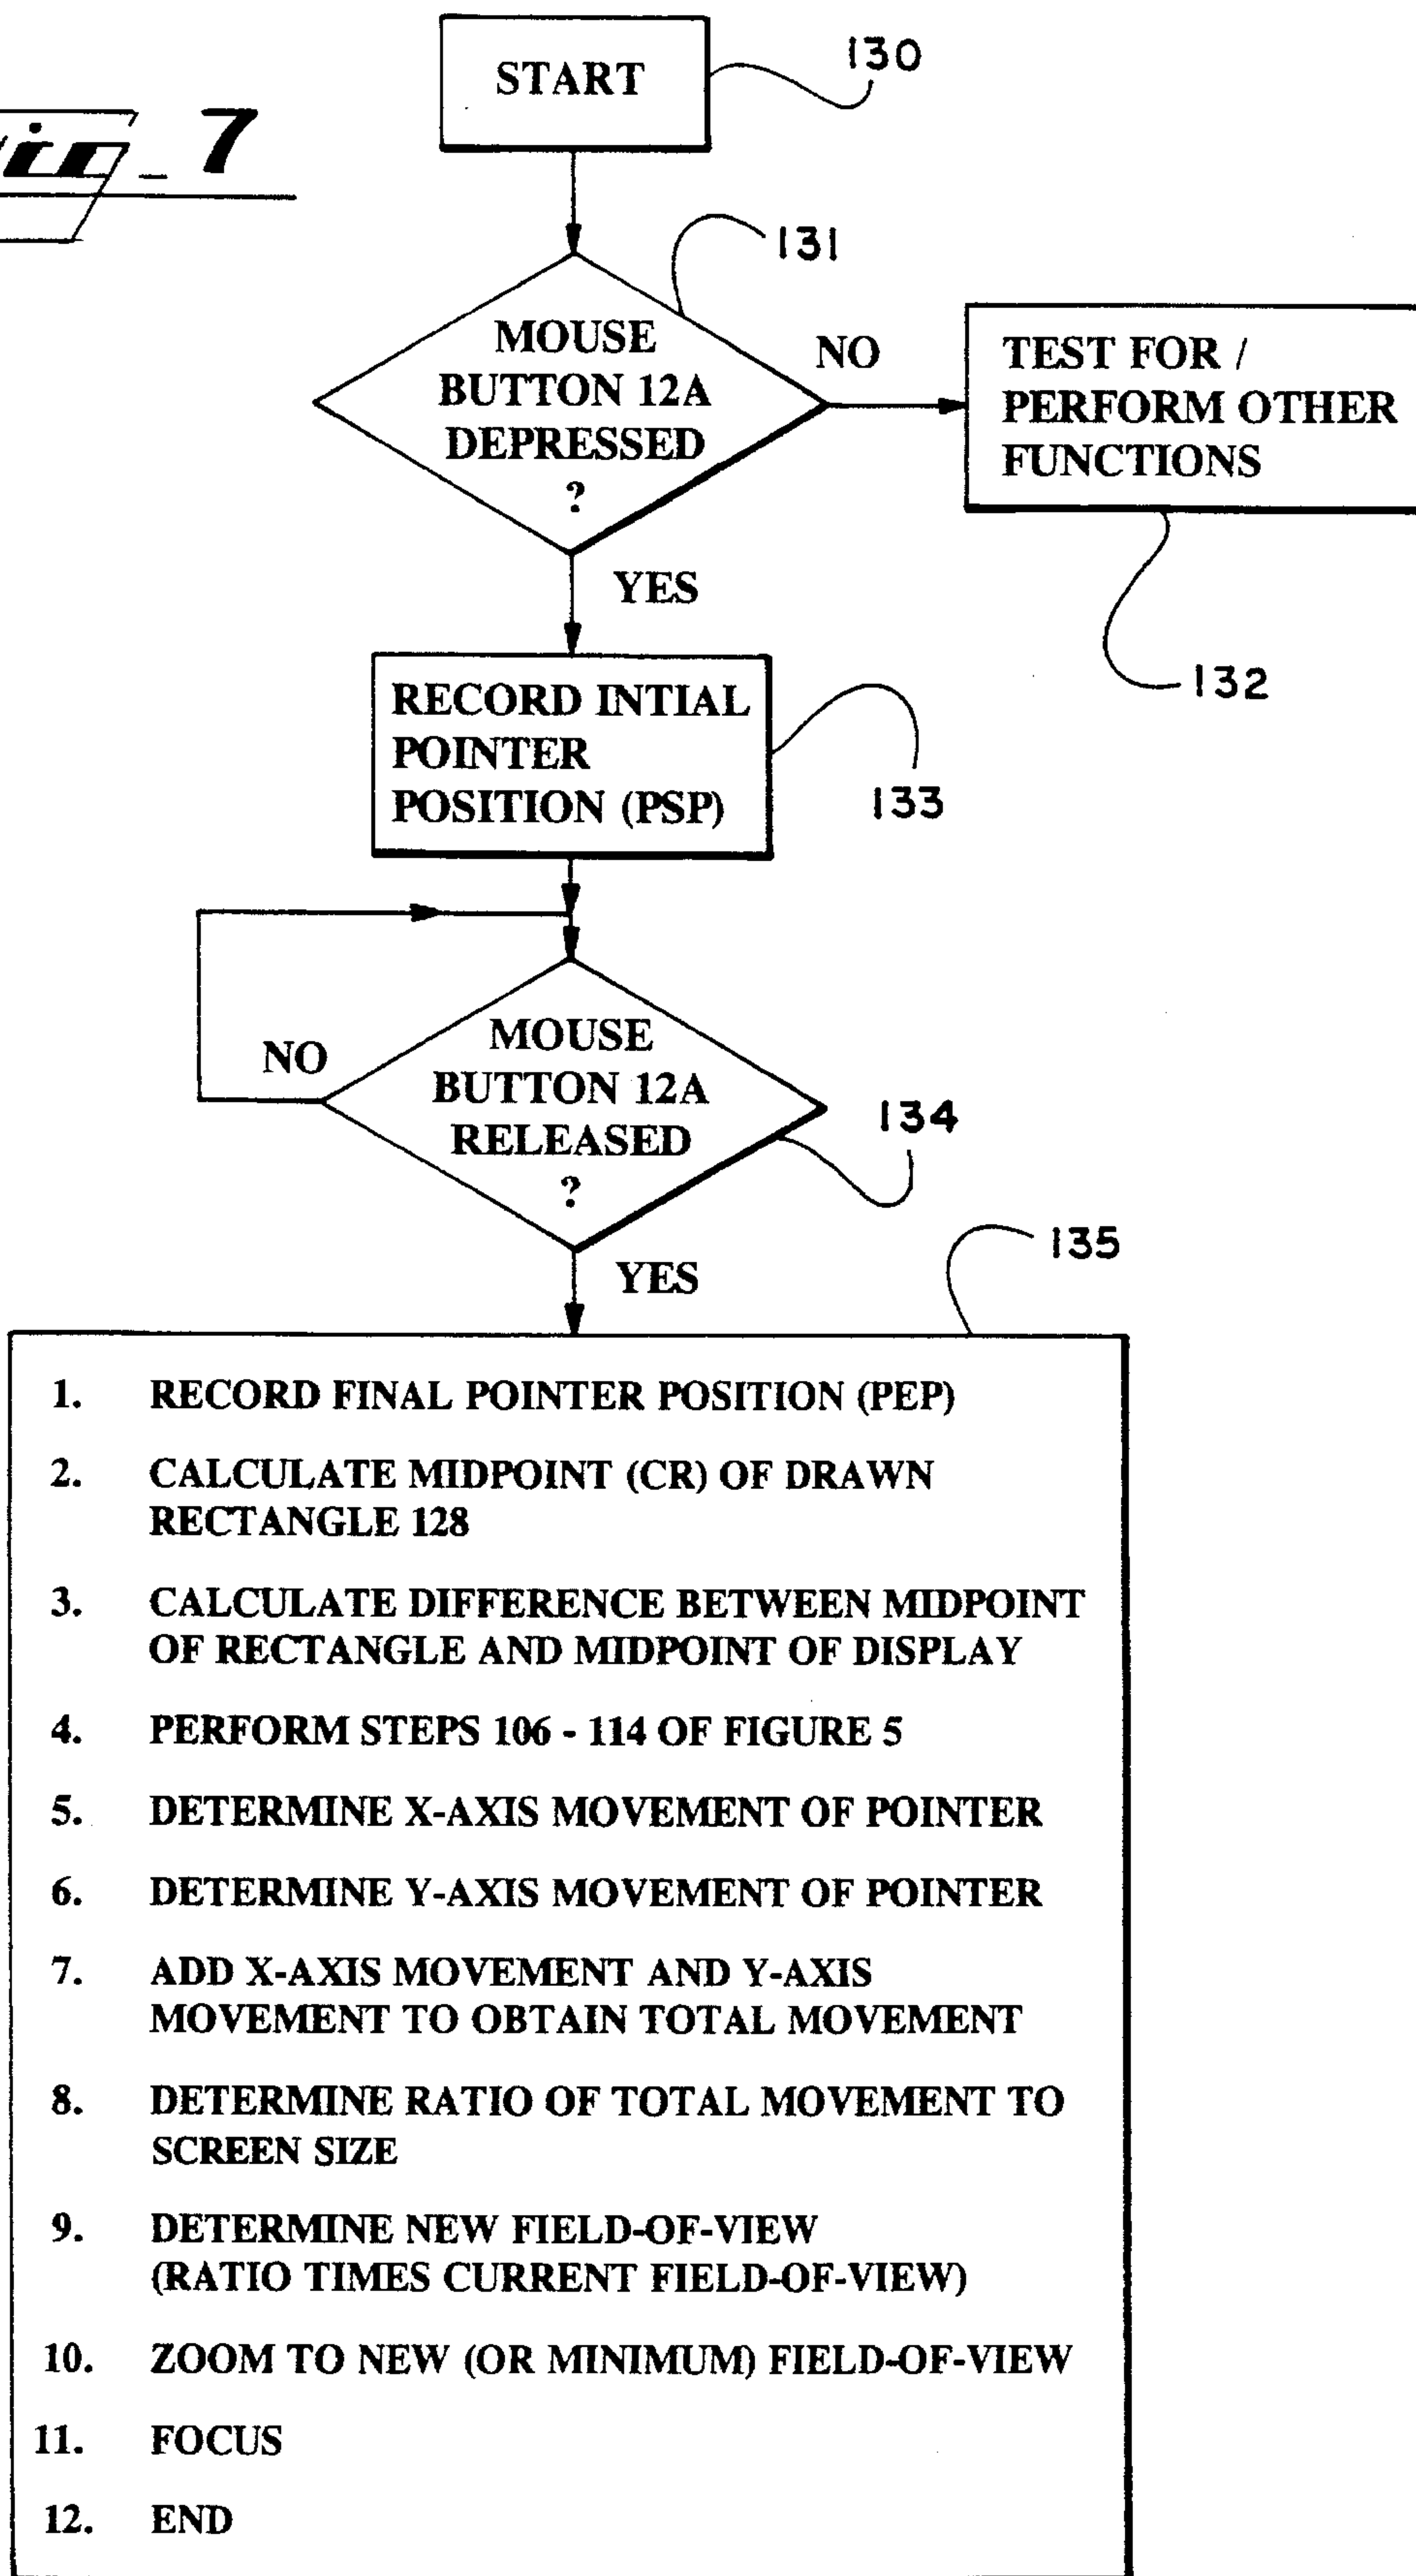 START
130
7
131
MOUSE
BUTTON 12A
DEPRESSED
?
NO
TEST FOR /
PERFORM OTHER
FUNCTIONS
132
YES
RECORD INTIAL
POINTER
POSITION (PSP)
133
NO
MOUSE
BUTTON 12A
RELEASED
?
134
YES
135
1. RECORD FINAL POINTER POSITION (PEP)
2. CALCULATE MIDPOINT (CR) OF DRAWN
RECTANGLE 128
3. CALCULATE DIFFERENCE BETWEEN MIDPOINT
OF RECTANGLE AND MIDPOINT OF DISPLAY
4. PERFORM STEPS 106 - 114 OF FIGURE 5
5. DETERMINE X-AXIS MOVEMENT OF POINTER
6. DETERMINE Y-AXIS MOVEMENT OF POINTER
7. ADD X-AXIS MOVEMENT AND Y-AXIS
MOVEMENT TO OBTAIN TOTAL MOVEMENT
8. DETERMINE RATIO OF TOTAL MOVEMENT TO
SCREEN SIZE
9. DETERMINE NEW FIELD-OF-VIEW
(RATIO TIMES CURRENT FIELD-OF-VIEW)
10. ZOOM TO NEW (OR MINIMUM) FIELD-OF-VIEW
11. FOCUS
12. END